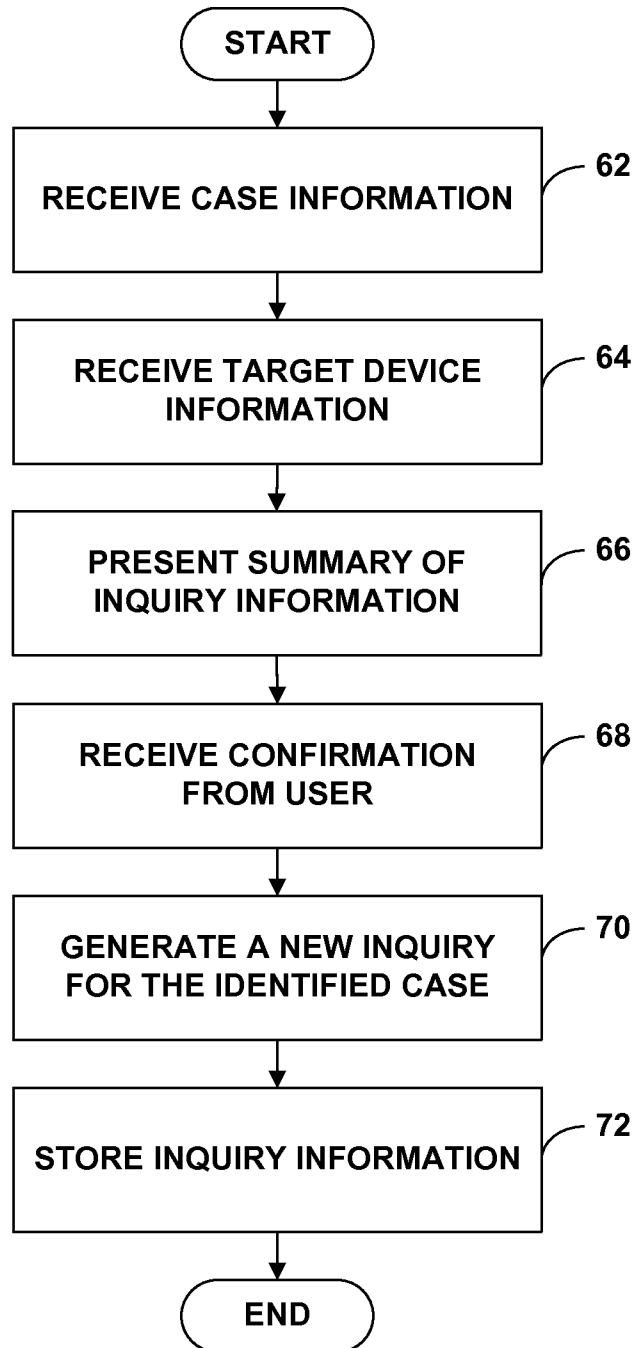 START
RECEIVE CASE INFORMATION
62
RECEIVE TARGET DEVICE
INFORMATION
64
PRESENT SUMMARY OF
INQUIRY INFORMATION
66
RECEIVE CONFIRMATION
FROM USER
68
GENERATE A NEW INQUIRY
FOR THE IDENTIFIED CASE
70
STORE INQUIRY INFORMATION
72
END